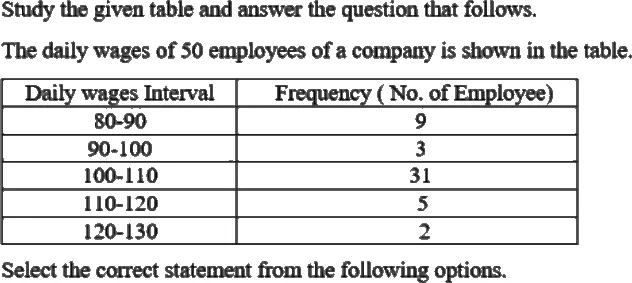 Study the given table and answer the question that follows.
The daily wages of 50 employees of a company is shown in the table.
Daily wages Interval Frequency ( No. of Employee)
80-90 9
90-100 3
100-110 31
110-120 5
120-130 2
Select the correct statement from the following options.